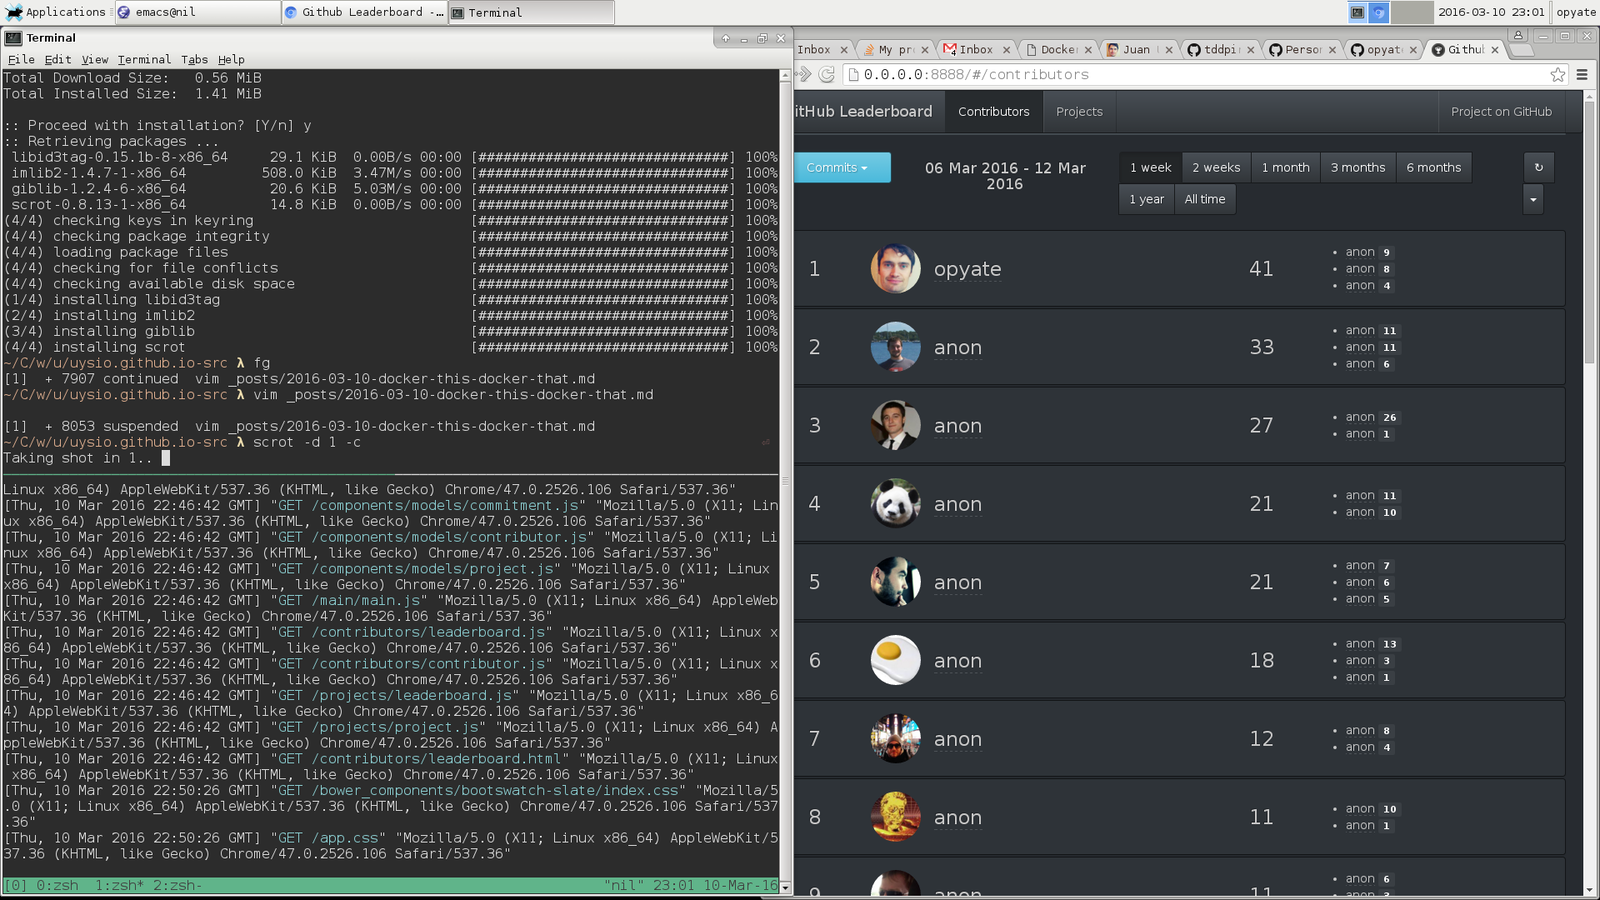 Applications
emacs@nil
Github Leaderboard -...
Terminal
2016-03-10 23:01
opyate
Terminal
File Edit View Terminal Tabs Help
Total Download Size:   0.56 MiB
Total Installed Size:  1.41 MiB
:: Proceed with installation? [Y/n] y
:: Retrieving packages ...
libid3tag-0.15.1b-8-x86_64     29.1 KiB  0.00B/s 00:00 [##############################] 100%
imlib2-1.4.7-1-x86_64         508.0 KiB  3.47M/s 00:00 [##############################] 100%
giblib-1.2.4-6-x86_64          20.6 KiB  5.03M/s 00:00 [##############################] 100%
scrot-0.8.13-1-x86_64          14.8 KiB  0.00B/s 00:00 [##############################] 100%
(4/4) checking keys in keyring [##############################] 100%
(4/4) checking package integrity [##############################] 100%
(4/4) loading package files [##############################] 100%
(4/4) checking for file conflicts [##############################] 100%
(4/4) checking available disk space [##############################] 100%
(1/4) installing libid3tag [##############################] 100%
(2/4) installing imlib2 [##############################] 100%
(3/4) installing giblib [##############################] 100%
(4/4) installing scrot [##############################] 100%
~/C/w/u/uysio.github.io-src λ fg
[1]  + 7907 continued  vim _posts/2016-03-10-docker-this-docker-that.md
~/C/w/u/uysio.github.io-src λ vim _posts/2016-03-10-docker-this-docker-that.md
[1]  + 8053 suspended  vim _posts/2016-03-10-docker-this-docker-that.md
~/C/w/u/uysio.github.io-src λ scrot -d 1 -c
Taking shot in 1..
Linux x86_64) AppleWebKit/537.36 (KHTML, like Gecko) Chrome/47.0.2526.106 Safari/537.36"
[Thu, 10 Mar 2016 22:46:42 GMT] "GET /components/models/commitment.js" "Mozilla/5.0 (X11; Lin
ux x86_64) AppleWebKit/537.36 (KHTML, like Gecko) Chrome/47.0.2526.106 Safari/537.36"
[Thu, 10 Mar 2016 22:46:42 GMT] "GET /components/models/contributor.js" "Mozilla/5.0 (X11; Li
nux x86_64) AppleWebKit/537.36 (KHTML, like Gecko) Chrome/47.0.2526.106 Safari/537.36"
[Thu, 10 Mar 2016 22:46:42 GMT] "GET /components/models/project.js" "Mozilla/5.0 (X11; Linux
x86_64) AppleWebKit/537.36 (KHTML, like Gecko) Chrome/47.0.2526.106 Safari/537.36"
[Thu, 10 Mar 2016 22:46:42 GMT] "GET /main/main.js" "Mozilla/5.0 (X11; Linux x86_64) AppleWeb
Kit/537.36 (KHTML, like Gecko) Chrome/47.0.2526.106 Safari/537.36"
[Thu, 10 Mar 2016 22:46:42 GMT] "GET /contributors/leaderboard.js" "Mozilla/5.0 (X11; Linux x
86_64) AppleWebKit/537.36 (KHTML, like Gecko) Chrome/47.0.2526.106 Safari/537.36"
[Thu, 10 Mar 2016 22:46:42 GMT] "GET /contributors/contributor.js" "Mozilla/5.0 (X11; Linux x
86_64) AppleWebKit/537.36 (KHTML, like Gecko) Chrome/47.0.2526.106 Safari/537.36"
[Thu, 10 Mar 2016 22:46:42 GMT] "GET /projects/leaderboard.js" "Mozilla/5.0 (X11; Linux x86_6
4) AppleWebKit/537.36 (KHTML, like Gecko) Chrome/47.0.2526.106 Safari/537.36"
[Thu, 10 Mar 2016 22:46:42 GMT] "GET /projects/project.js" "Mozilla/5.0 (X11; Linux x86_64) A
ppleWebKit/537.36 (KHTML, like Gecko) Chrome/47.0.2526.106 Safari/537.36"
[Thu, 10 Mar 2016 22:46:42 GMT] "GET /contributors/leaderboard.html" "Mozilla/5.0 (X11; Linux
x86_64) AppleWebKit/537.36 (KHTML, like Gecko) Chrome/47.0.2526.106 Safari/537.36"
[Thu, 10 Mar 2016 22:50:26 GMT] "GET /bower_components/bootswatch-slate/index.css" "Mozilla/5
.0 (X11; Linux x86_64) AppleWebKit/537.36 (KHTML, like Gecko) Chrome/47.0.2526.106 Safari/537
.36"
[Thu, 10 Mar 2016 22:50:26 GMT] "GET /app.css" "Mozilla/5.0 (X11; Linux x86_64) AppleWebKit/5
37.36 (KHTML, like Gecko) Chrome/47.0.2526.106 Safari/537.36"
[0] 0:zsh  1:zsh* 2:zsh-    "nil" 23:01 10-Mar-16
Inbox
My pr
Inbox
Docker
Juan
tddpi
Person
opyat
Github
0.0.0.0:8888/#/contributors
itHub Leaderboard
Contributors
Projects
Project on GitHub
Commits
06 Mar 2016 - 12 Mar
2016
1 week
2 weeks
1 month
3 months
6 months
1 year
All time
1 opyate 41
• anon 9
• anon 8
• anon 4
2 anon 33
• anon 11
• anon 11
• anon 6
3 anon 27
• anon 26
• anon 1
4 anon 21
• anon 11
• anon 10
5 anon 21
• anon 7
• anon 6
• anon 5
6 anon 18
• anon 13
• anon 3
• anon 1
7 anon 12
• anon 8
• anon 4
8 anon 11
• anon 10
• anon 1
9 anon 11
• anon 6
• anon